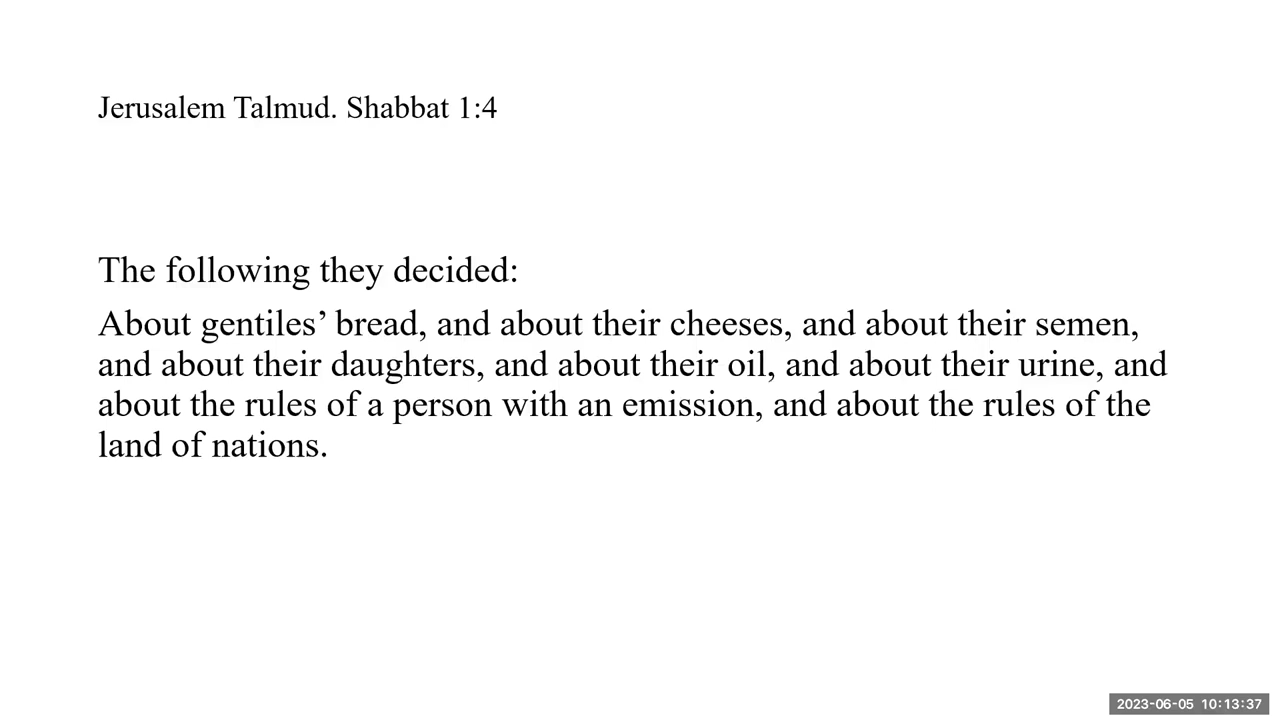 Jerusalem Talmud. Shabbat 1:4
The following they decided:
About gentiles’ bread, and about their cheeses, and about their semen,
and about their daughters, and about their oil, and about their urine, and
about the rules of a person with an emission, and about the rules of the
land of nations.
2023-06-05 10:13:37